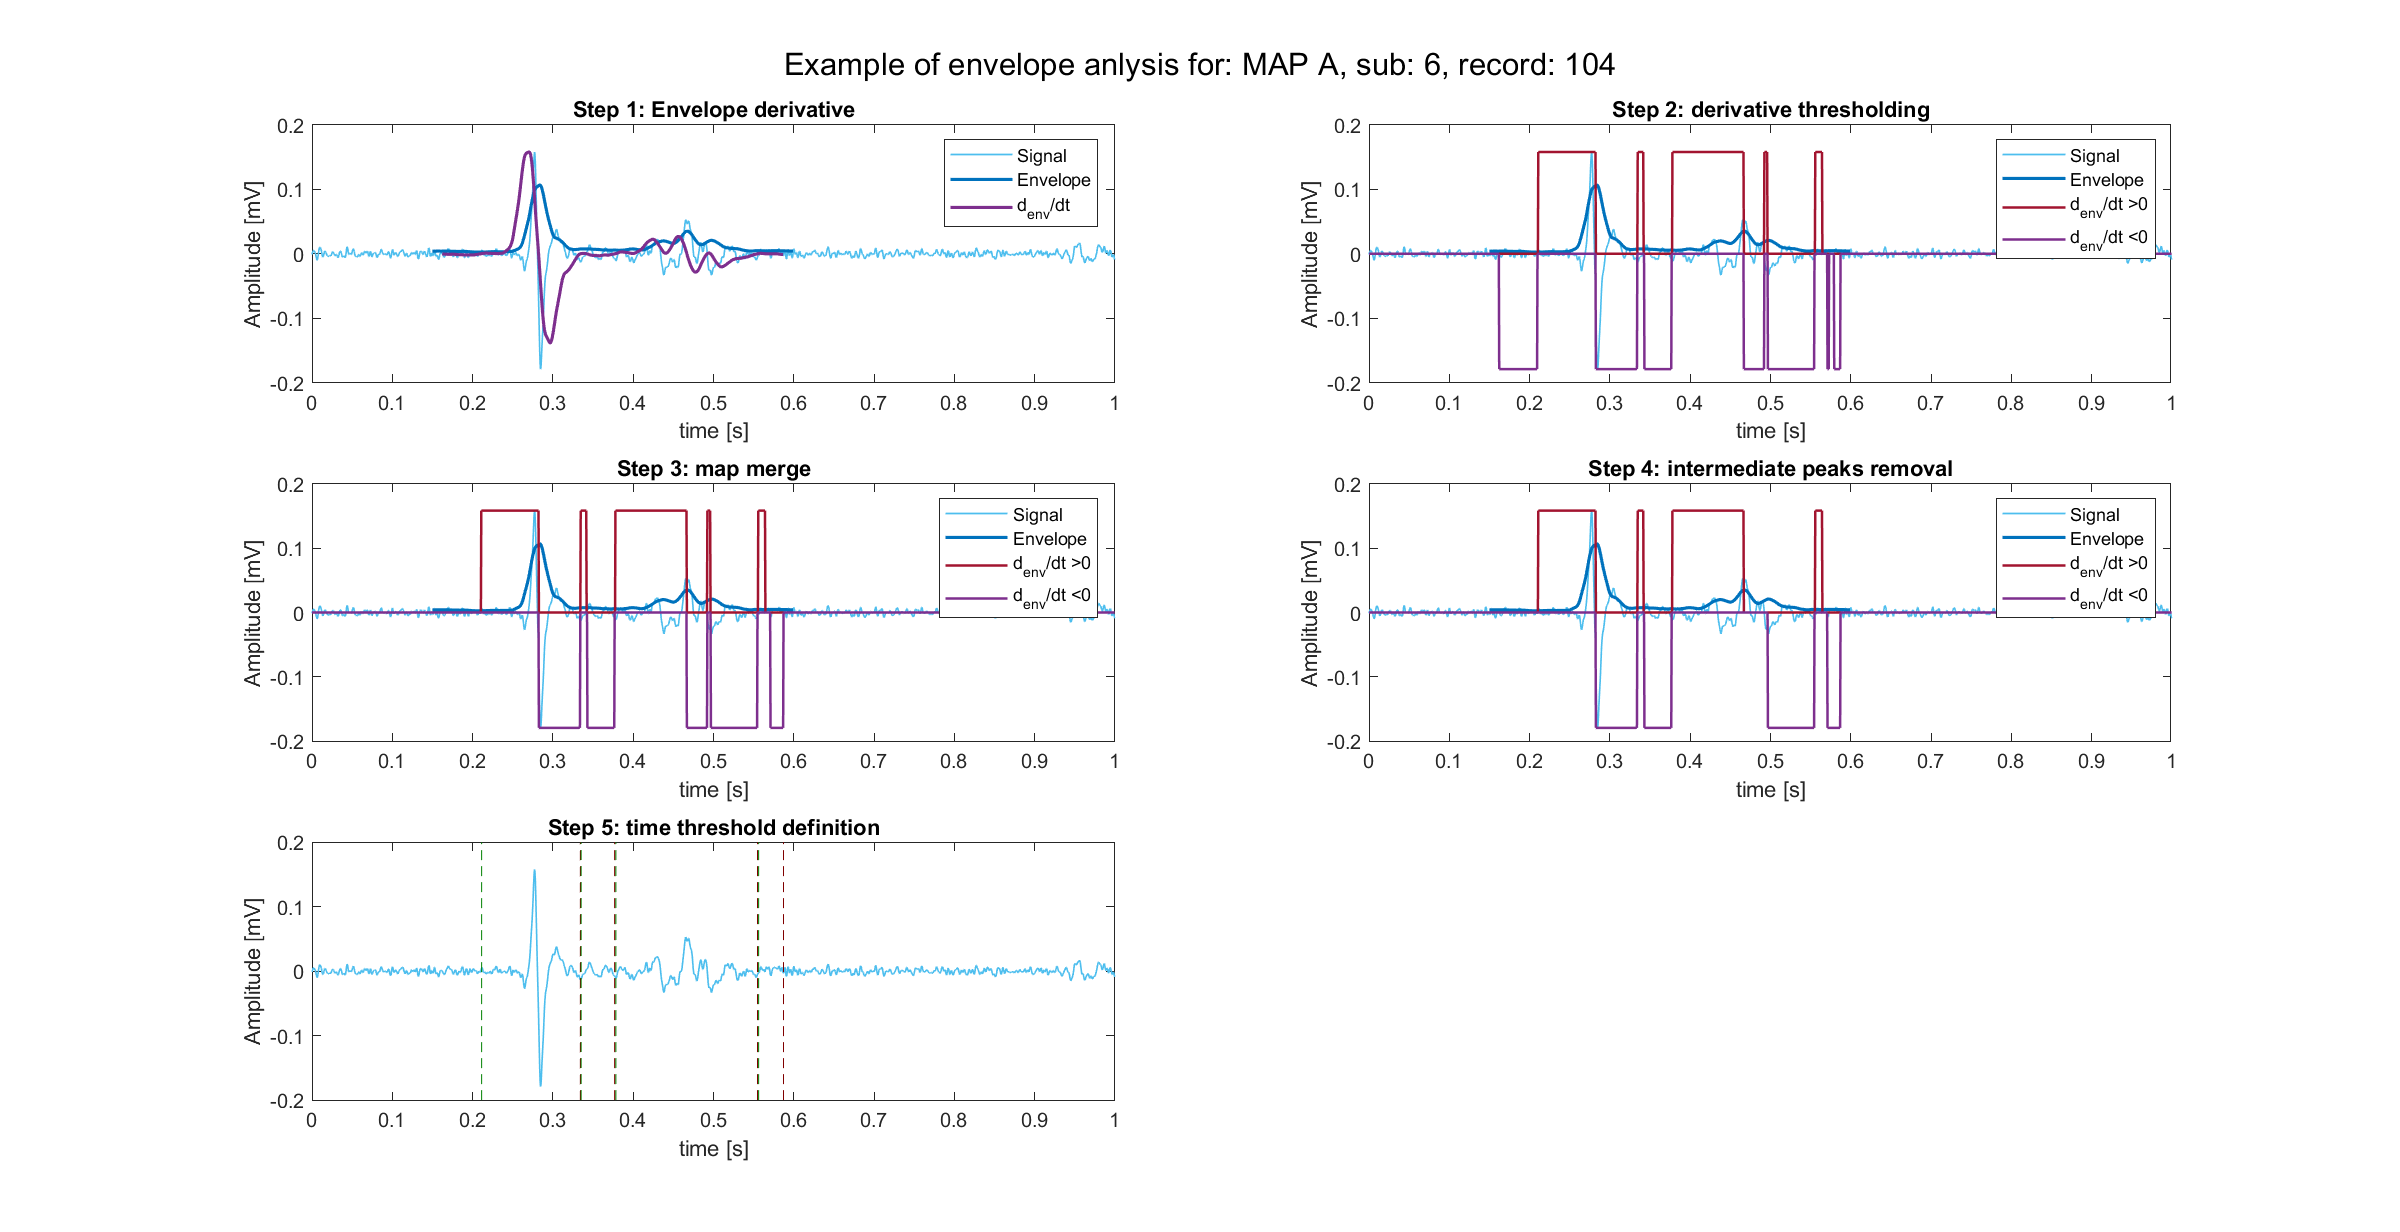 Example of envelope anlysis for: MAP A, sub: 6, record: 104
Step 1: Envelope derivative
0.2
0.1
0
-0.1
-0.2
Amplitude [mV]
0 0.1 0.2 0.3 0.4 0.5 0.6 0.7 0.8 0.9 1
time [s]
Signal
Envelope
d_env/dt
Step 2: derivative thresholding
0.2
0.1
0
-0.1
-0.2
Amplitude [mV]
0 0.1 0.2 0.3 0.4 0.5 0.6 0.7 0.8 0.9 1
time [s]
Signal
Envelope
d_env/dt >0
d_env/dt <0
Step 3: map merge
0.2
0.1
0
-0.1
-0.2
Amplitude [mV]
0 0.1 0.2 0.3 0.4 0.5 0.6 0.7 0.8 0.9 1
time [s]
Signal
Envelope
d_env/dt >0
d_env/dt <0
Step 4: intermediate peaks removal
0.2
0.1
0
-0.1
-0.2
Amplitude [mV]
0 0.1 0.2 0.3 0.4 0.5 0.6 0.7 0.8 0.9 1
time [s]
Signal
Envelope
d_env/dt >0
d_env/dt <0
Step 5: time threshold definition
0.2
0.1
0
-0.1
-0.2
Amplitude [mV]
0 0.1 0.2 0.3 0.4 0.5 0.6 0.7 0.8 0.9 1
time [s]